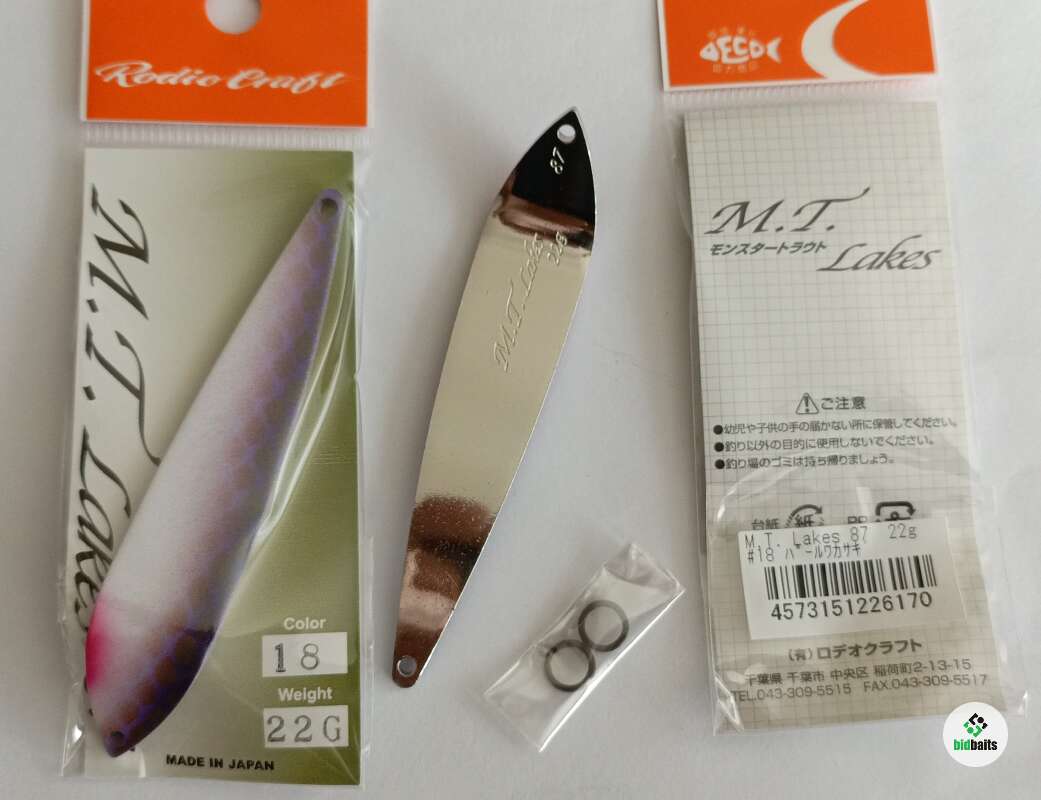 Rodio Craft
M.T. Lakes
Color
18
Weight
22G
MADE IN JAPAN
87
M.T. Lakes 22g
DECO
M.T.
モンスタートラウト
Lakes
ご注意
●幼児や子供の手の届かない所に保管してください。
●釣り以外の目的に使用しないでください。
●釣り場のゴミは持ち帰りましょう。
台紙 紙 PP
M.T. Lakes 87 22g
#18 パールワカサギ
4573151226170
(有) ロデオクラフト
千葉県 千葉市 中央区 稲荷町2-13-15
TEL.043-309-5515 FAX.043-309-5517
bidbaits